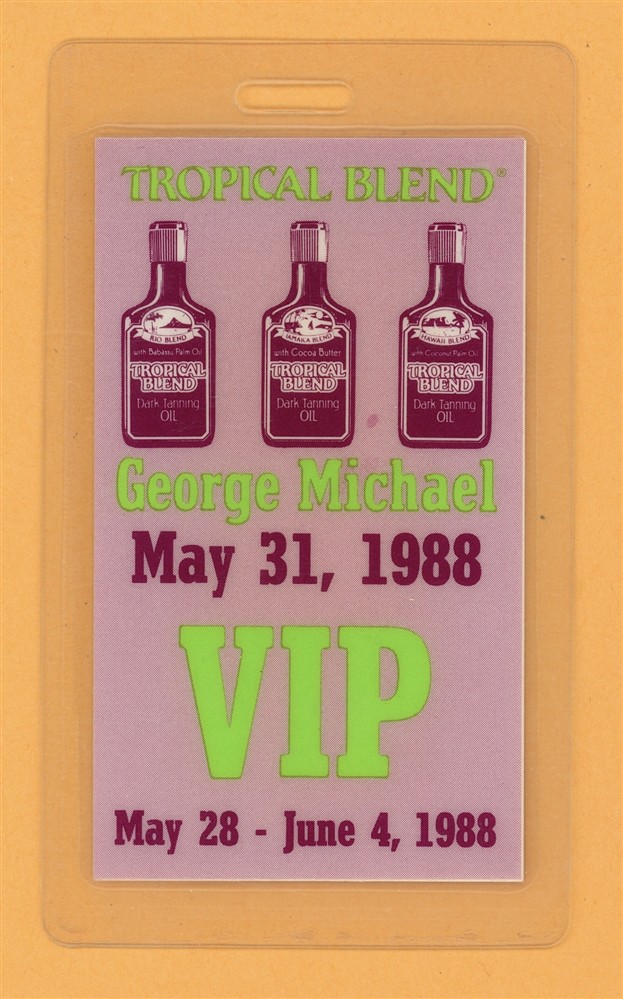 TROPICAL BLEND®
RIO BLEND
with Babassu Palm Oil
TROPICAL
BLEND
Dark Tanning
OIL
JAMAICA BLEND
with Cocoa Butter
TROPICAL
BLEND
Dark Tanning
OIL
HAWAII BLEND
with Coconut Palm Oil
TROPICAL
BLEND
Dark Tanning
OIL
George Michael
May 31, 1988
VIP
May 28 - June 4, 1988